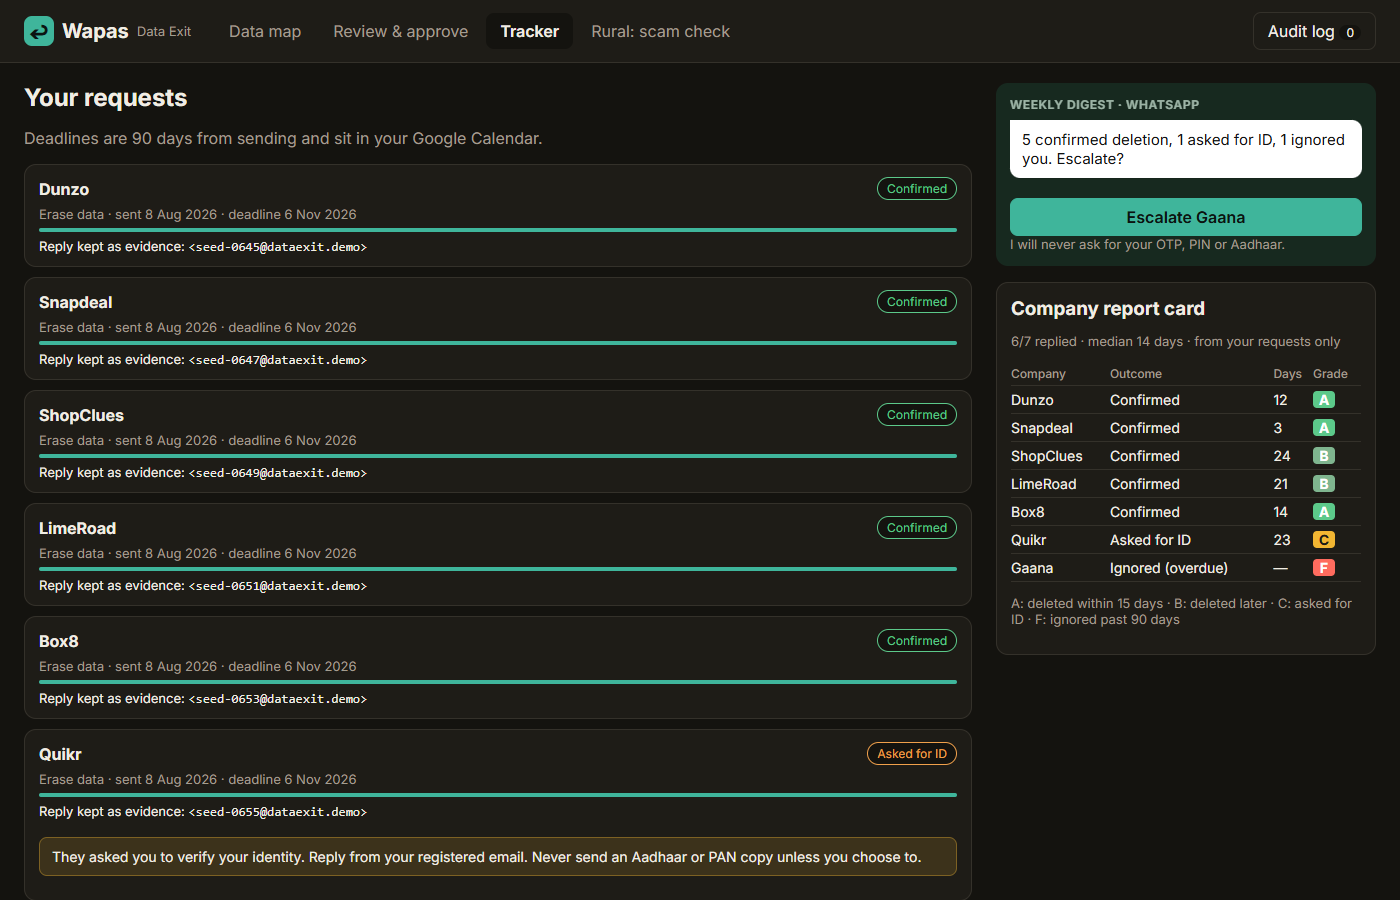 Wapas Data Exit Data map Review & approve Tracker Rural: scam check Audit log 0
Your requests
Deadlines are 90 days from sending and sit in your Google Calendar.
Dunzo Confirmed
Erase data · sent 8 Aug 2026 · deadline 6 Nov 2026
Reply kept as evidence: <seed-0645@dataexit.demo>
Snapdeal Confirmed
Erase data · sent 8 Aug 2026 · deadline 6 Nov 2026
Reply kept as evidence: <seed-0647@dataexit.demo>
ShopClues Confirmed
Erase data · sent 8 Aug 2026 · deadline 6 Nov 2026
Reply kept as evidence: <seed-0649@dataexit.demo>
LimeRoad Confirmed
Erase data · sent 8 Aug 2026 · deadline 6 Nov 2026
Reply kept as evidence: <seed-0651@dataexit.demo>
Box8 Confirmed
Erase data · sent 8 Aug 2026 · deadline 6 Nov 2026
Reply kept as evidence: <seed-0653@dataexit.demo>
Quikr Asked for ID
Erase data · sent 8 Aug 2026 · deadline 6 Nov 2026
Reply kept as evidence: <seed-0655@dataexit.demo>
They asked you to verify your identity. Reply from your registered email. Never send an Aadhaar or PAN copy unless you choose to.
WEEKLY DIGEST · WHATSAPP
5 confirmed deletion, 1 asked for ID, 1 ignored
you. Escalate?
Escalate Gaana
I will never ask for your OTP, PIN or Aadhaar.
Company report card
6/7 replied · median 14 days · from your requests only
Company Outcome Days Grade
Dunzo Confirmed 12 A
Snapdeal Confirmed 3 A
ShopClues Confirmed 24 B
LimeRoad Confirmed 21 B
Box8 Confirmed 14 A
Quikr Asked for ID 23 C
Gaana Ignored (overdue) — F
A: deleted within 15 days · B: deleted later · C: asked for
ID · F: ignored past 90 days